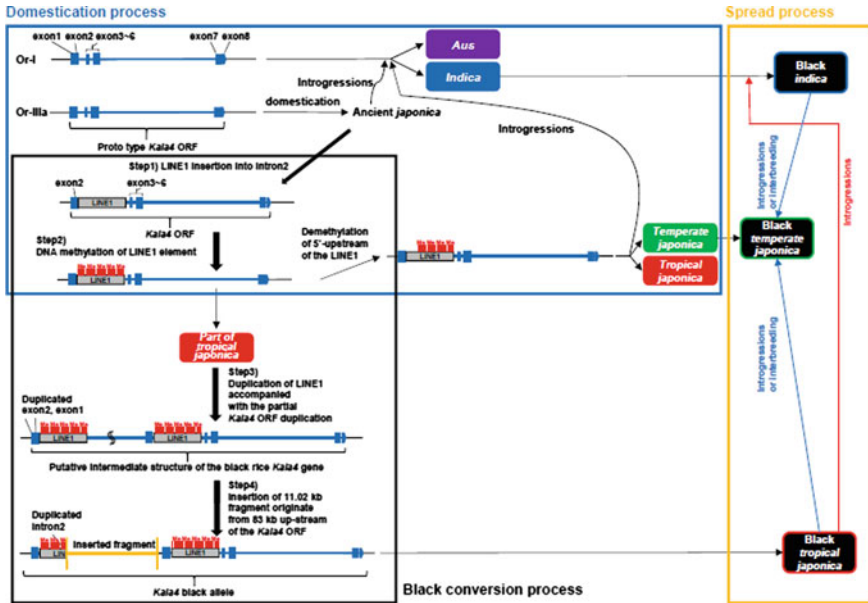 Domestication process
Spread process
exon1 exon2 exon3~6 exon7 exon8
Or-I
Or-IIIa
Proto type Kala4 ORF
domestication
Introgressions
Ancient japonica
Aus
Indica
Introgressions
Black
indica
Introgressions
or Interbreeding
Introgressions
Step1) LINE1 Insertion into Intron2
exon2 exon3~6
LINE1
Kala4 ORF
Step2)
DNA methylation of LINE1 element
LINE1
Demethylation
of 5'-upstream
of the LINE1
LINE1
Temperate
japonica
Tropical
japonica
Black
temperate
japonica
Part of
tropical
japonica
Step3)
Duplication of LINE1
accompanied
with the partial
Kala4 ORF duplication
Duplicated
exon2, exon1
LINE1
LINE1
Putative Intermediate structure of the black rice Kala4 gene
Step4)
Insertion of 11.02 kb
fragment originate
from 83 kb up-stream
of the Kala4 ORF
Duplicated
Intron2
LIN
Inserted fragment
LINE1
Kala4 black allele
Black conversion process
Introgressions
or Interbreeding
Black
tropical
japonica